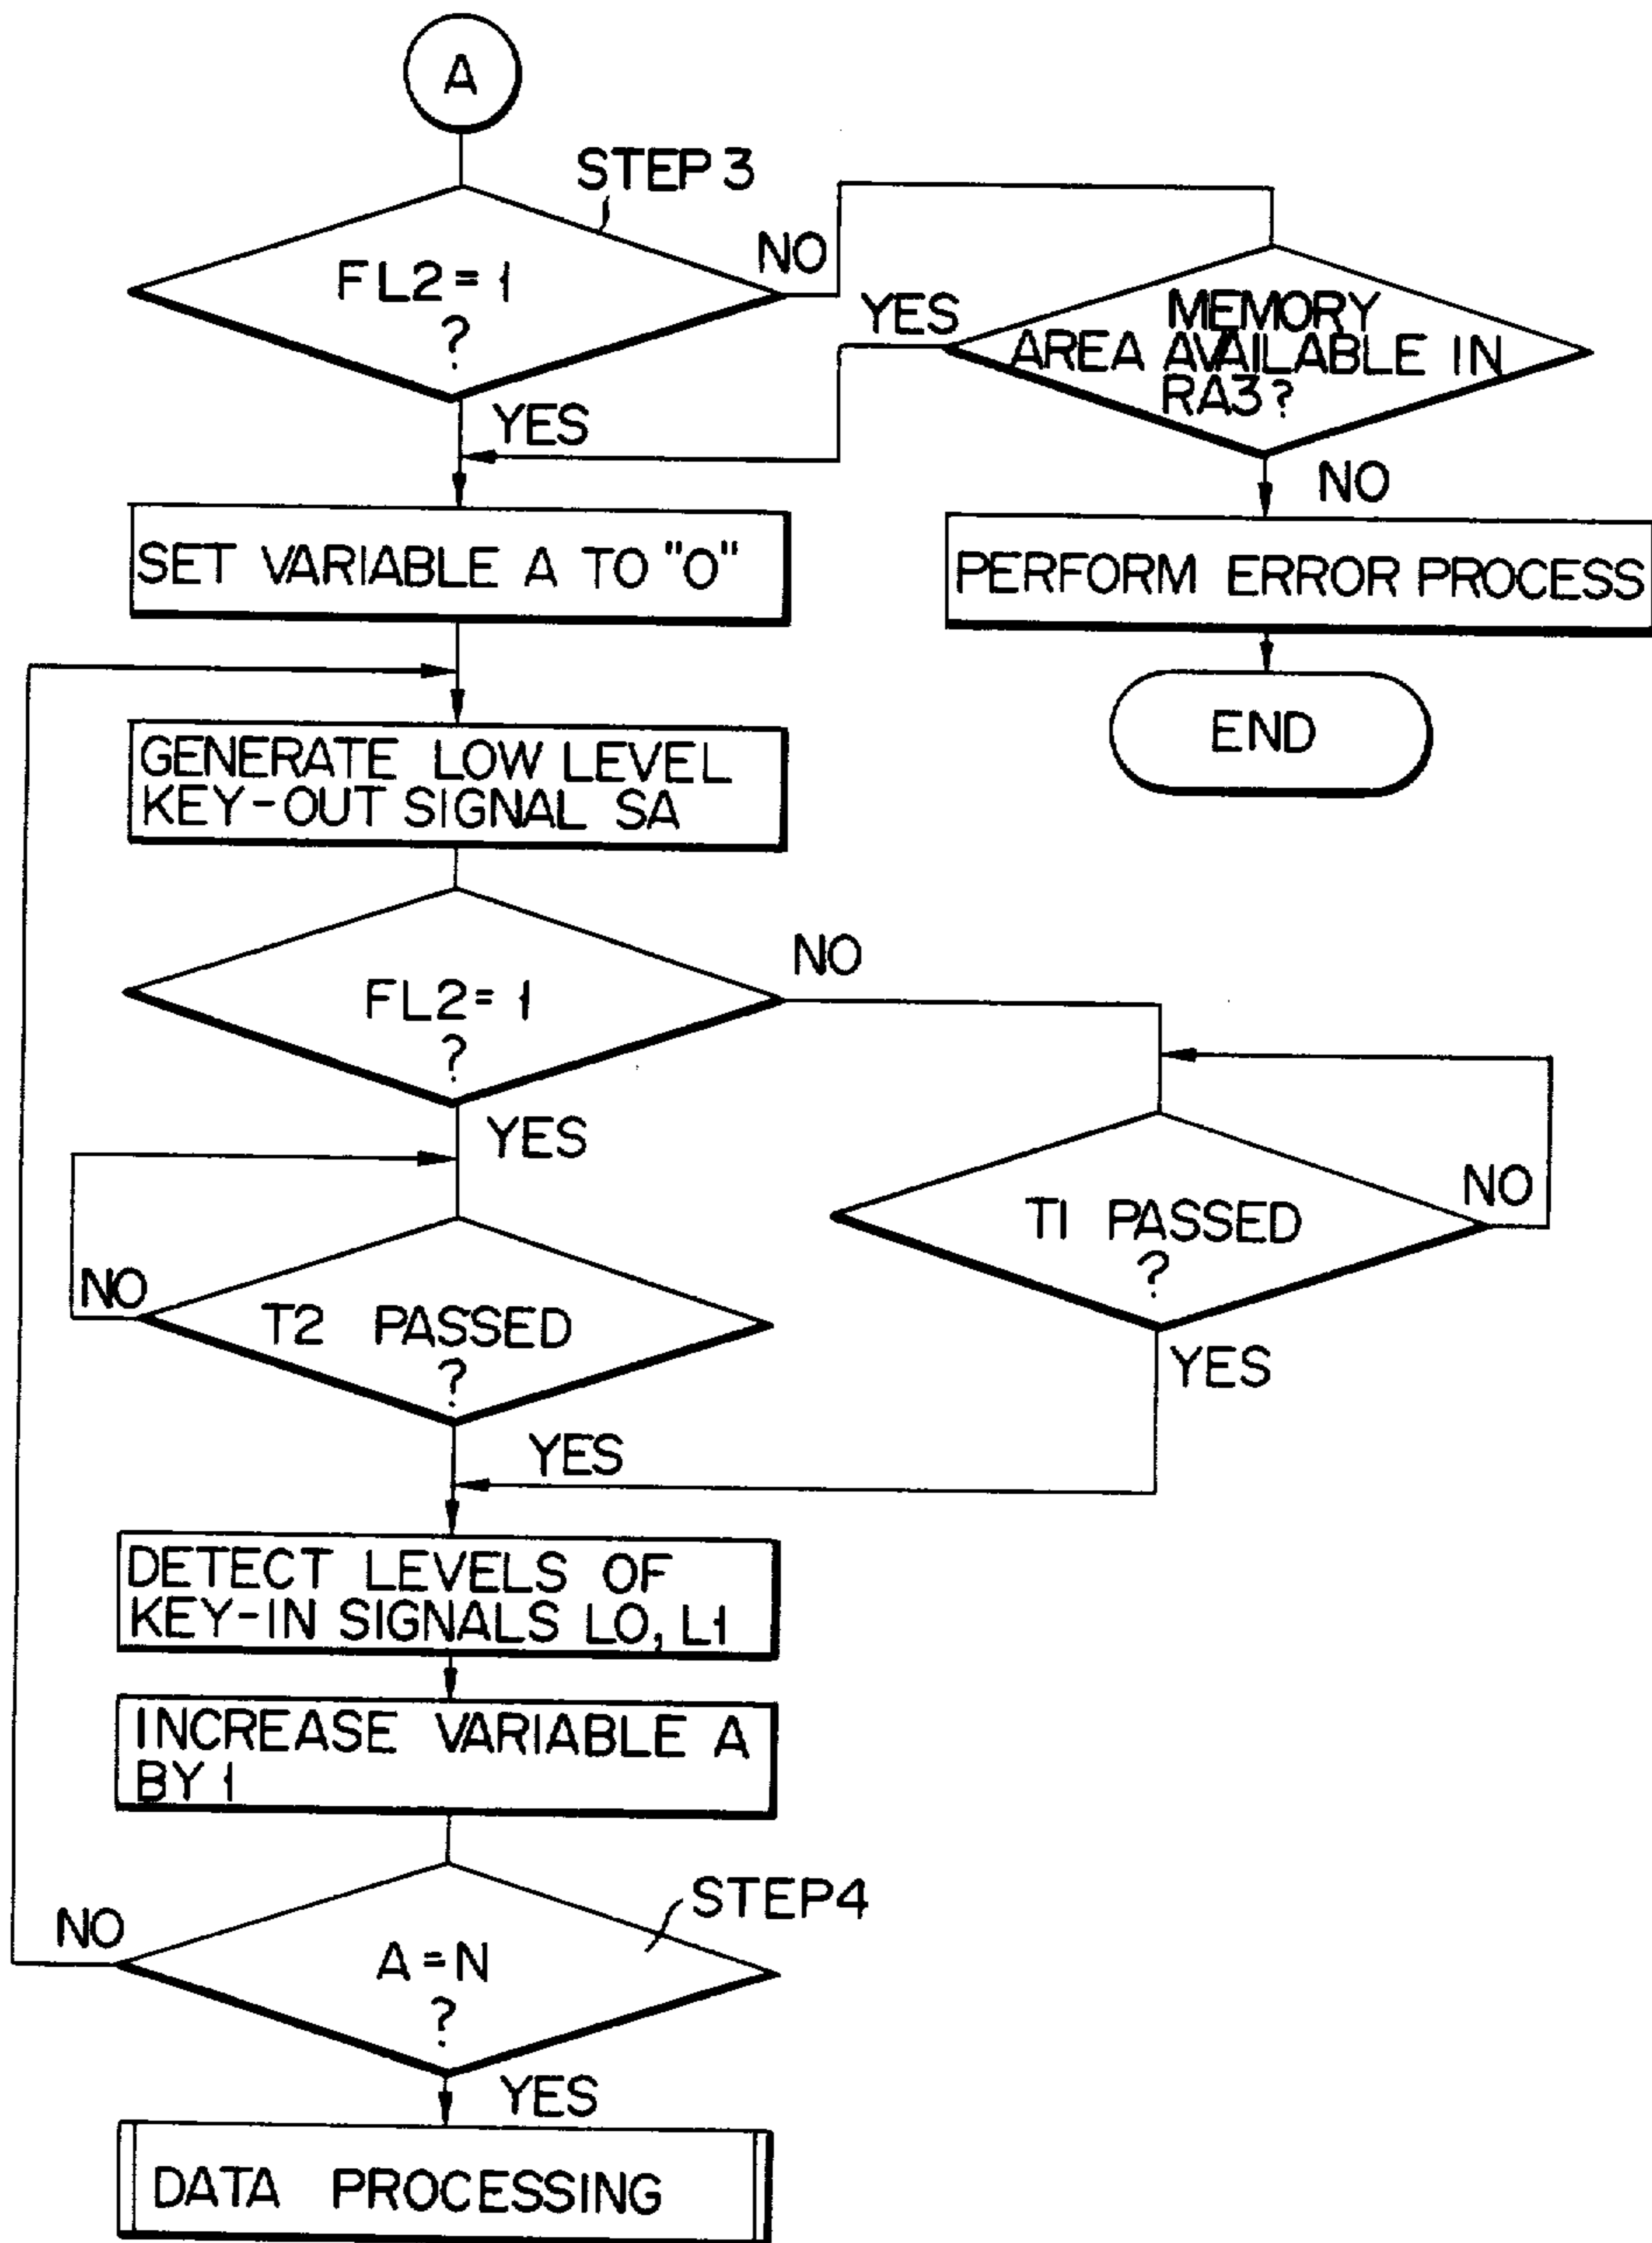 A
STEP 3
FL2 = 1
?
NO
YES
MEMORY
AREA AVAILABLE IN
RA3?
YES
NO
SET VARIABLE A TO "0"
PERFORM ERROR PROCESS
END
GENERATE LOW LEVEL
KEY-OUT SIGNAL SA
FL2 = 1
?
NO
YES
T1 PASSED
?
NO
YES
NO
T2 PASSED
?
YES
DETECT LEVELS OF
KEY-IN SIGNALS L0, L1
INCREASE VARIABLE A
BY 1
STEP4
NO
A = N
?
YES
DATA PROCESSING